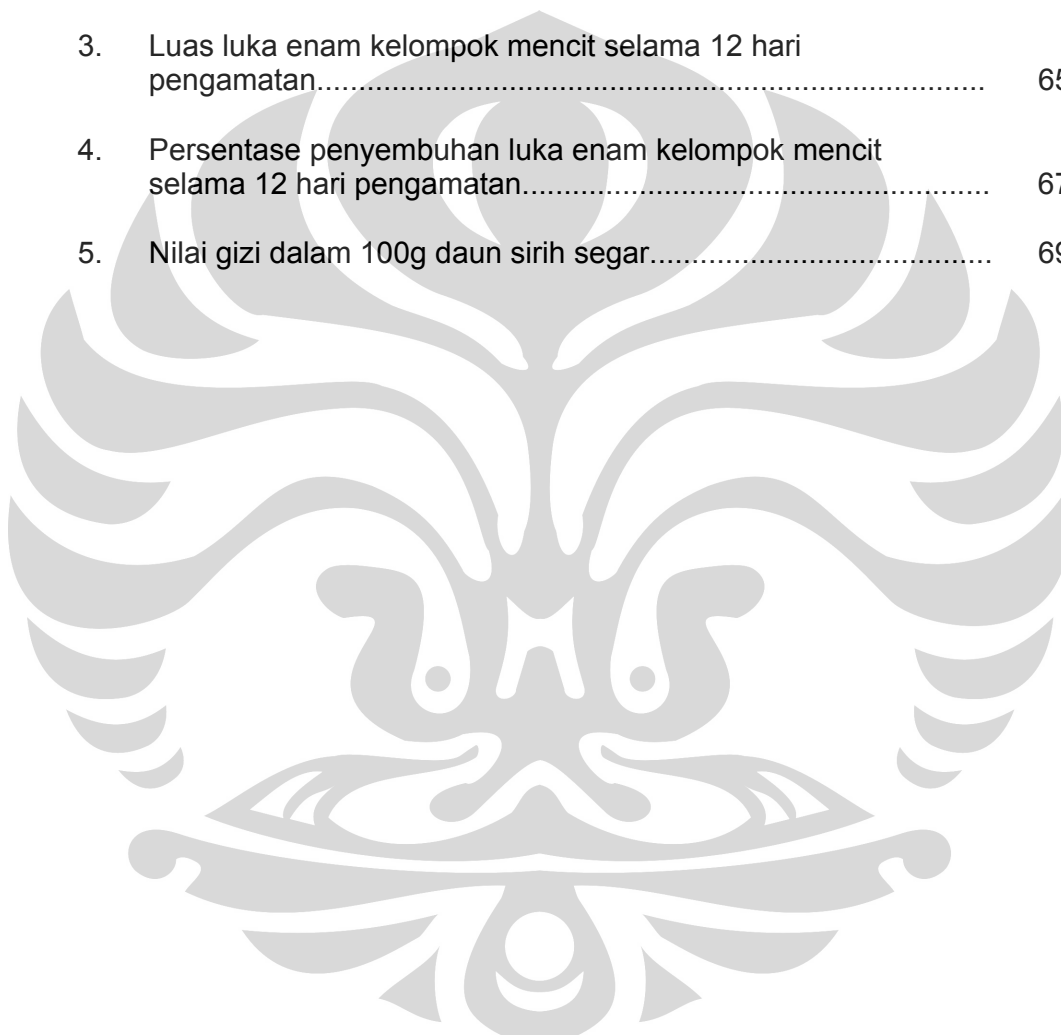 3. Luas luka enam kelompok mencit selama 12 hari
pengamatan................................................................................. 65
4. Persentase penyembuhan luka enam kelompok mencit
selama 12 hari pengamatan........................................................ 67
5. Nilai gizi dalam 100g daun sirih segar......................................... 69